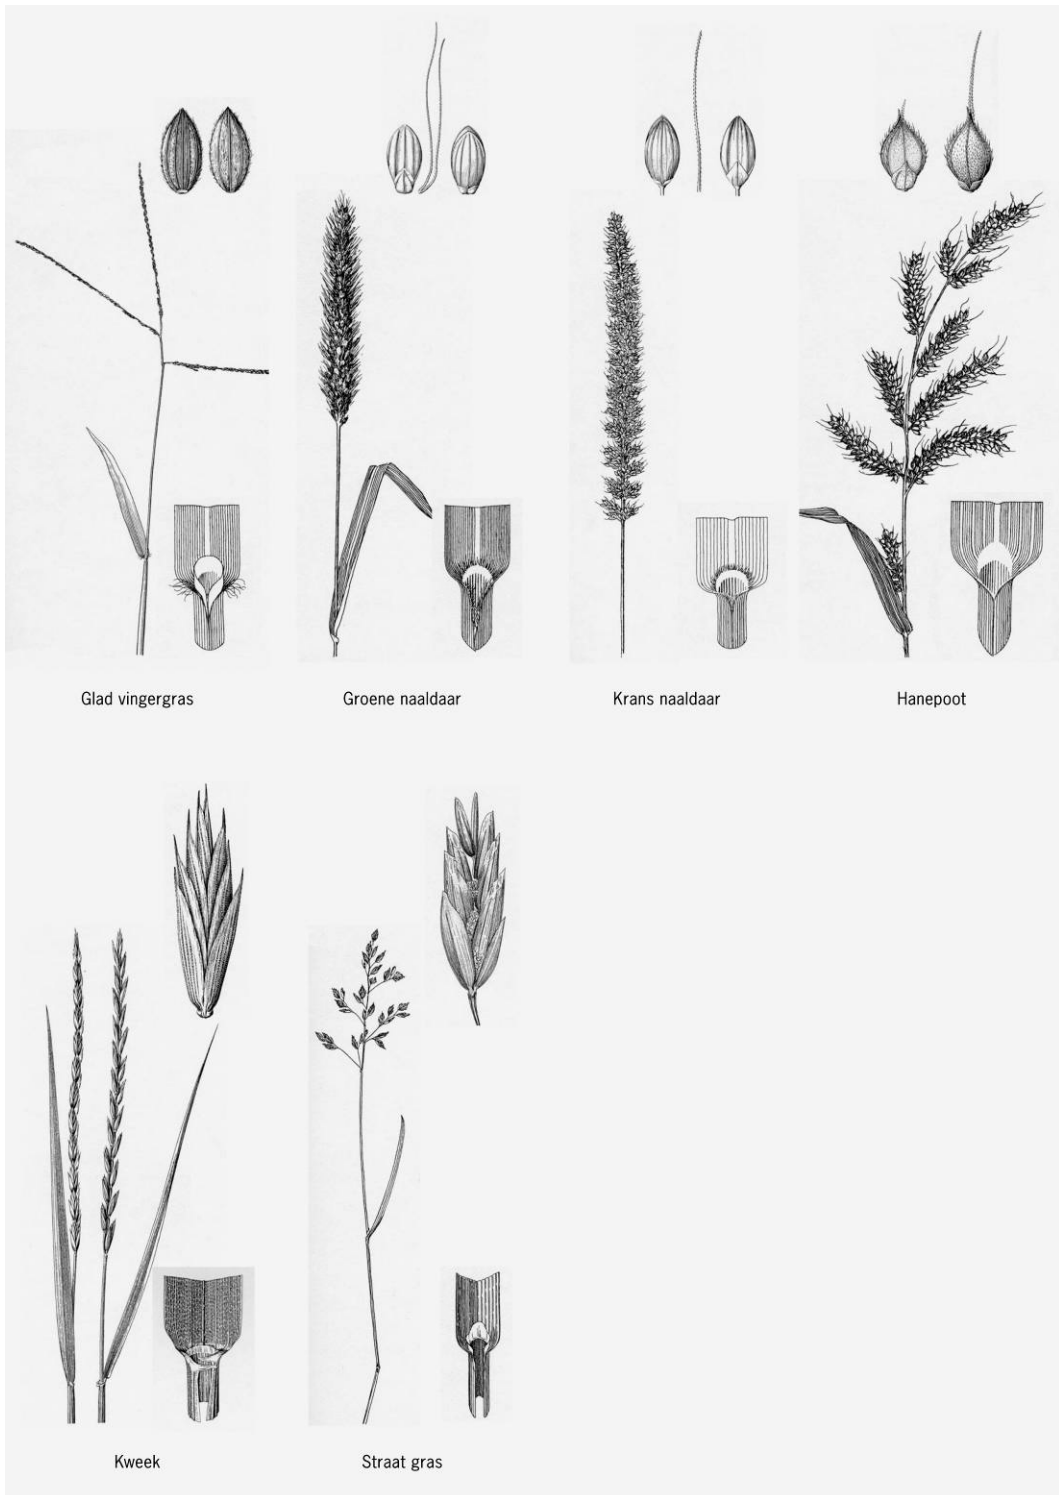 Glad vingergras
Groene naaldaar
Krans naaldaar
Hanepoot
Kweek
Straat gras